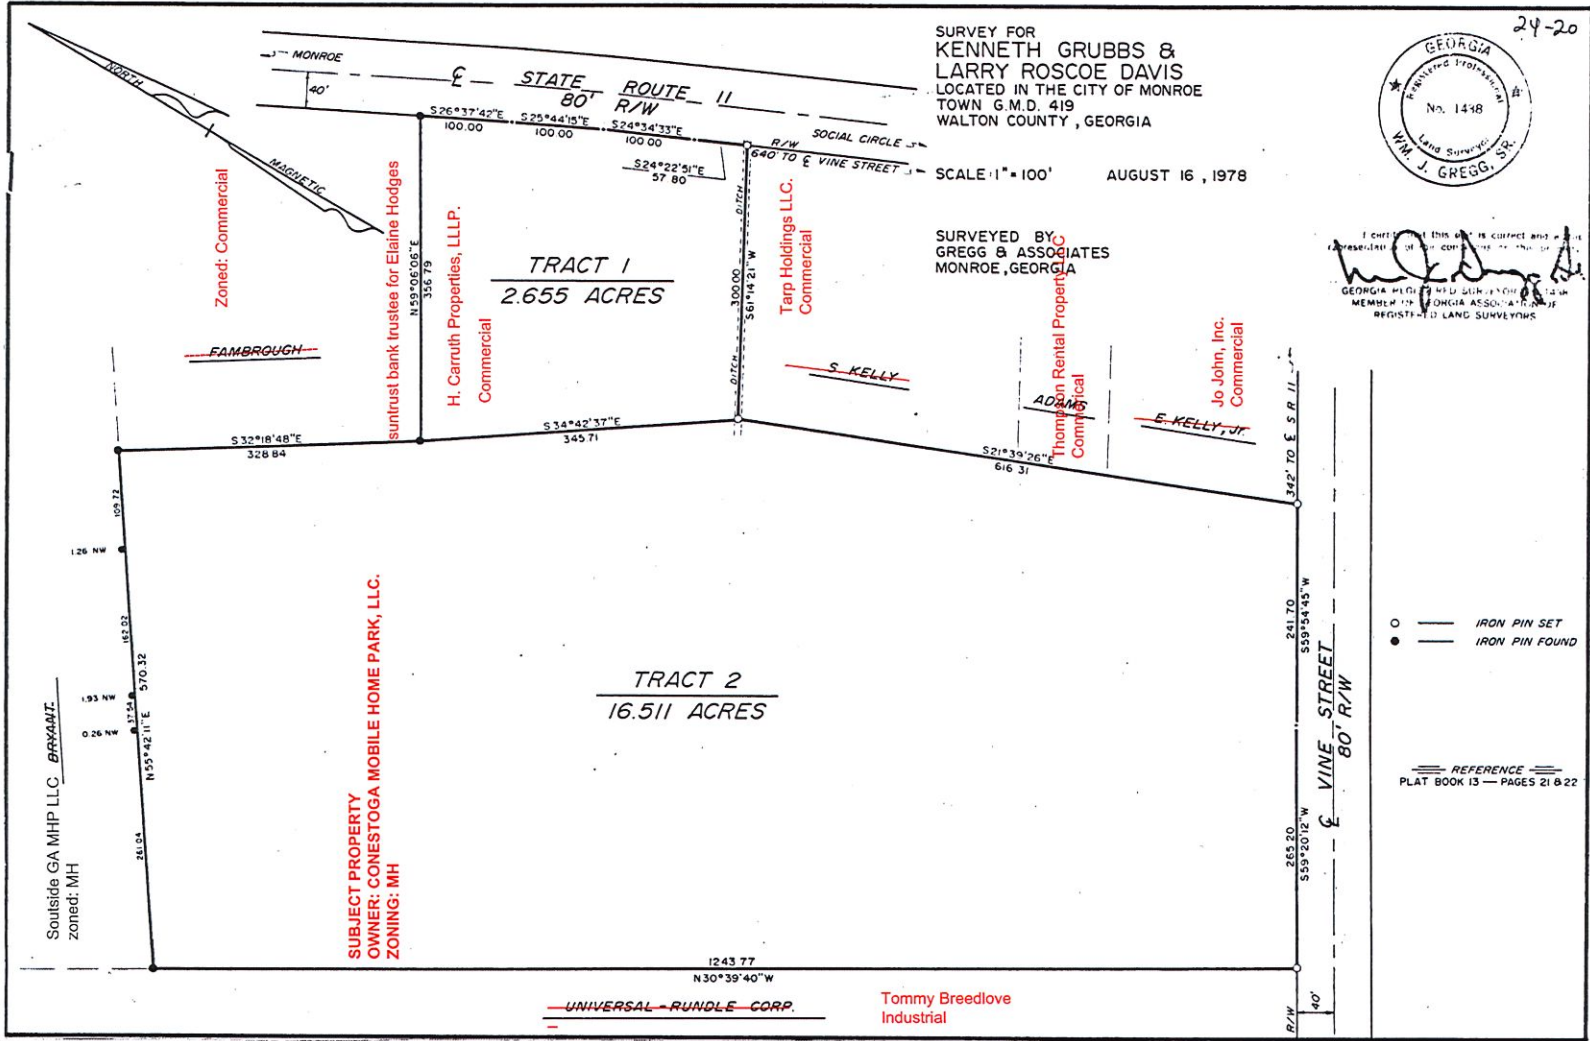 24-20
SURVEY FOR
KENNETH GRUBBS &
LARRY ROSCOE DAVIS
LOCATED IN THE CITY OF MONROE
TOWN G.M.D. 419
WALTON COUNTY, GEORGIA
SCALE: 1" = 100'
AUGUST 16, 1978
SURVEYED BY
GREGG & ASSOCIATES
MONROE, GEORGIA
GEORGIA
Registered Professional
No. 1438
Land Surveyor
WM. J. GREGG, SR.
REGISTERED LAND SURVEYORS
NORTH
MAGNETIC
MONROE
40'
℄ STATE ROUTE 11
80' R/W
S26°37'42"E
100.00
S25°44'15"E
100.00
S24°34'33"E
100.00
S24°22'51"E
57.80
R/W
SOCIAL CIRCLE
640' TO ℄ VINE STREET
Zoned: Commercial
suntrust bank trustee for Elaine Hodges
FAMBROUGH
N59°06'06"E
356.79
H. Carruth Properties, LLLP.
Commercial
TRACT 1
2.655 ACRES
DITCH
DITCH
300.00
S61°14'21"W
Tarp Holdings LLC.
Commercial
S. KELLY
ADAMS
Thompson Rental Property LLC
Commerical
E. KELLY, Jr.
Jo John, Inc.
Commercial
342' TO ℄ S R 11
S32°18'48"E
328.84
S34°42'37"E
345.71
S21°39'26"E
616.31
109.72
1.26 NW
162.02
1.93 NW
37.54
0.26 NW
N55°42'11"E 570.32
261.04
Soutside GA MHP LLC
BRYANT.
zoned: MH
SUBJECT PROPERTY
OWNER: CONESTOGA MOBILE HOME PARK, LLC.
ZONING: MH
TRACT 2
16.511 ACRES
241.70
S59°54'45"W
265.20
S59°20'12"W
℄ VINE STREET
80' R/W
IRON PIN SET
IRON PIN FOUND
REFERENCE
PLAT BOOK 13 — PAGES 21 & 22
1243.77
N30°39'40"W
UNIVERSAL - RUNDLE CORP.
Tommy Breedlove
Industrial
R/W
40'